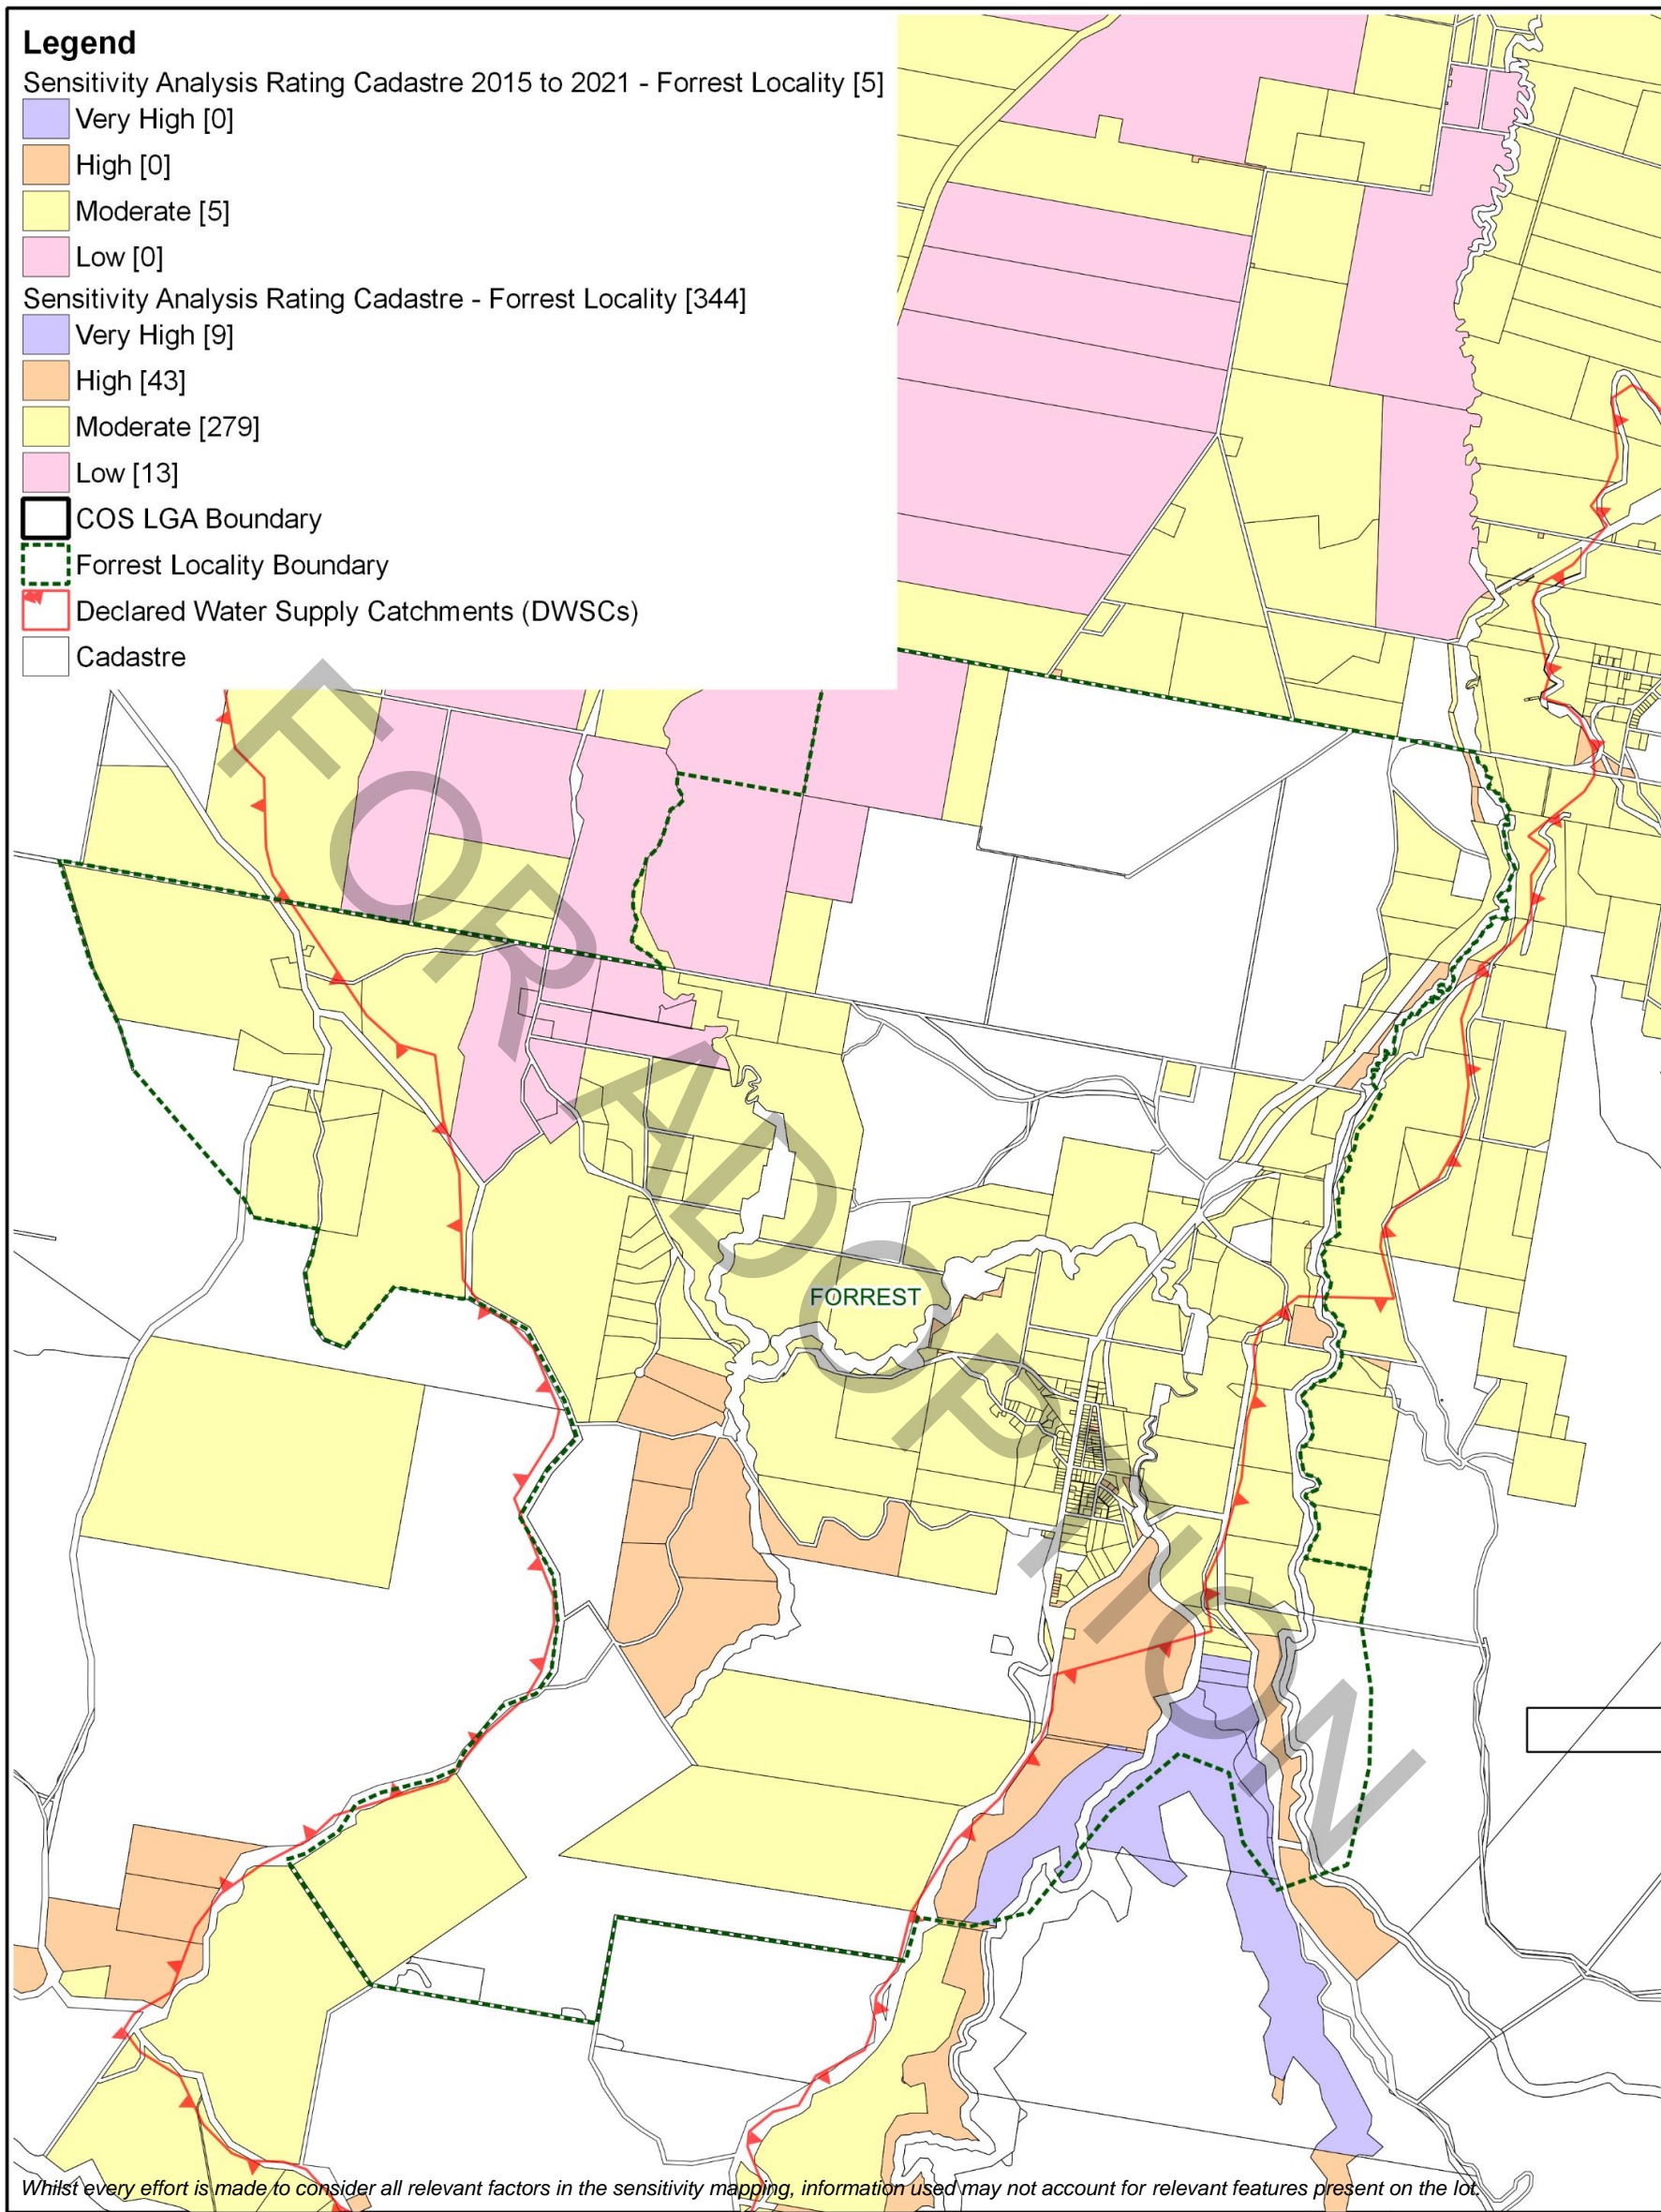 Legend
Sensitivity Analysis Rating Cadastre 2015 to 2021 - Forrest Locality [5]
Very High [0]
High [0]
Moderate [5]
Low [0]
Sensitivity Analysis Rating Cadastre - Forrest Locality [344]
Very High [9]
High [43]
Moderate [279]
Low [13]
COS LGA Boundary
Forrest Locality Boundary
Declared Water Supply Catchments (DWSCs)
Cadastre
FOR ADOPTION
FORREST
Whilst every effort is made to consider all relevant factors in the sensitivity mapping, information used may not account for relevant features present on the lot.